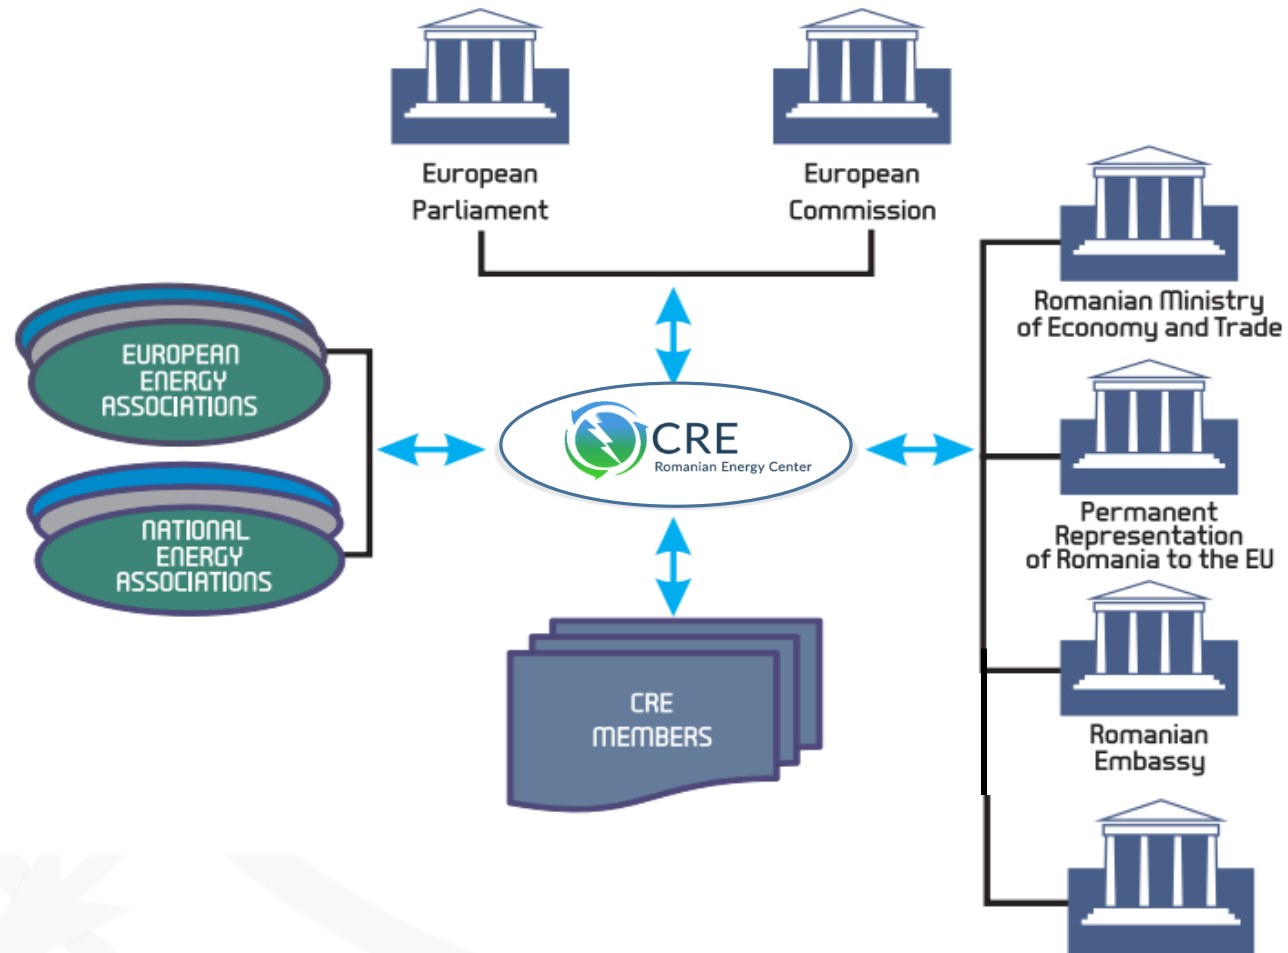 European
Parliament
European
Commission
Romanian Ministry
of Economy and Trade
EUROPEAN
ENERGY
ASSOCIATIONS
CRE
Romanian Energy Center
Permanent
Representation
of Romania to the EU
NATIONAL
ENERGY
ASSOCIATIONS
CRE
MEMBERS
Romanian
Embassy